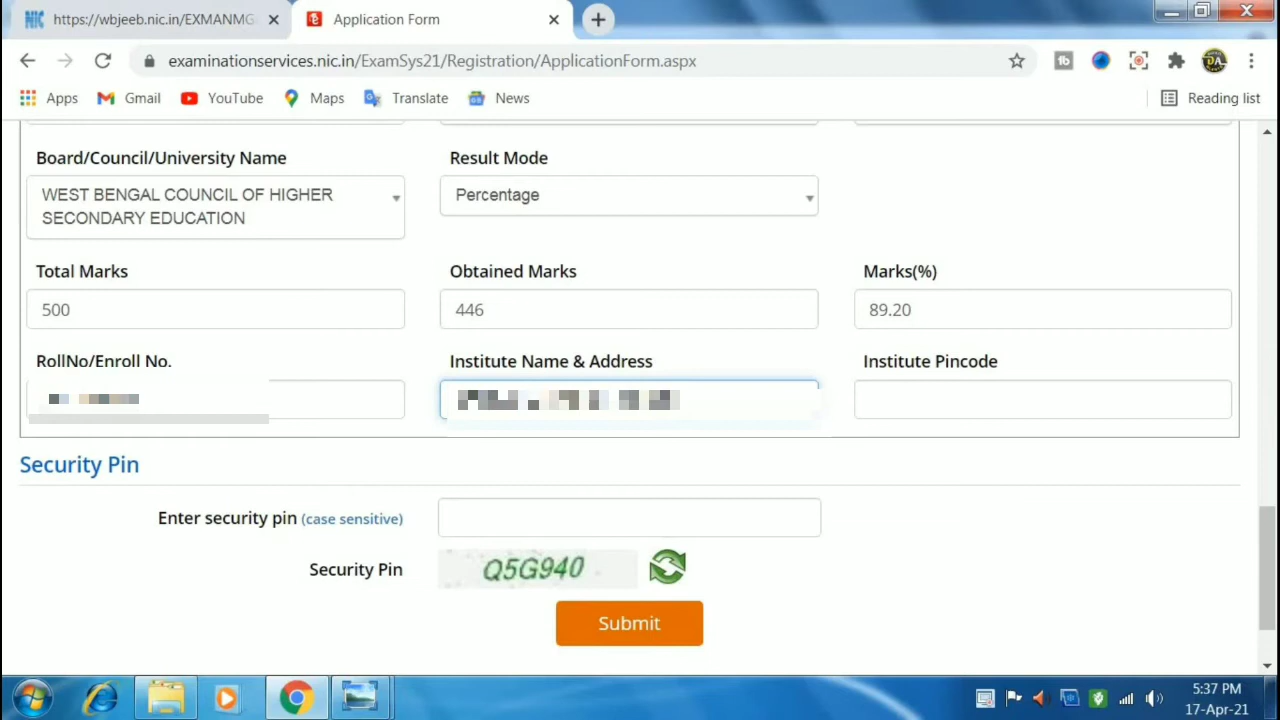 NIC https://wbjeeb.nic.in/EXMANMG
Application Form
examinationservices.nic.in/ExamSys21/Registration/ApplicationForm.aspx
Apps Gmail YouTube Maps Translate News Reading list
Board/Council/University Name Result Mode
WEST BENGAL COUNCIL OF HIGHER SECONDARY EDUCATION Percentage
Total Marks Obtained Marks Marks(%)
500 446 89.20
RollNo/Enroll No. Institute Name & Address Institute Pincode
Security Pin
Enter security pin (case sensitive)
Security Pin Q5G940
Submit
5:37 PM
17-Apr-21